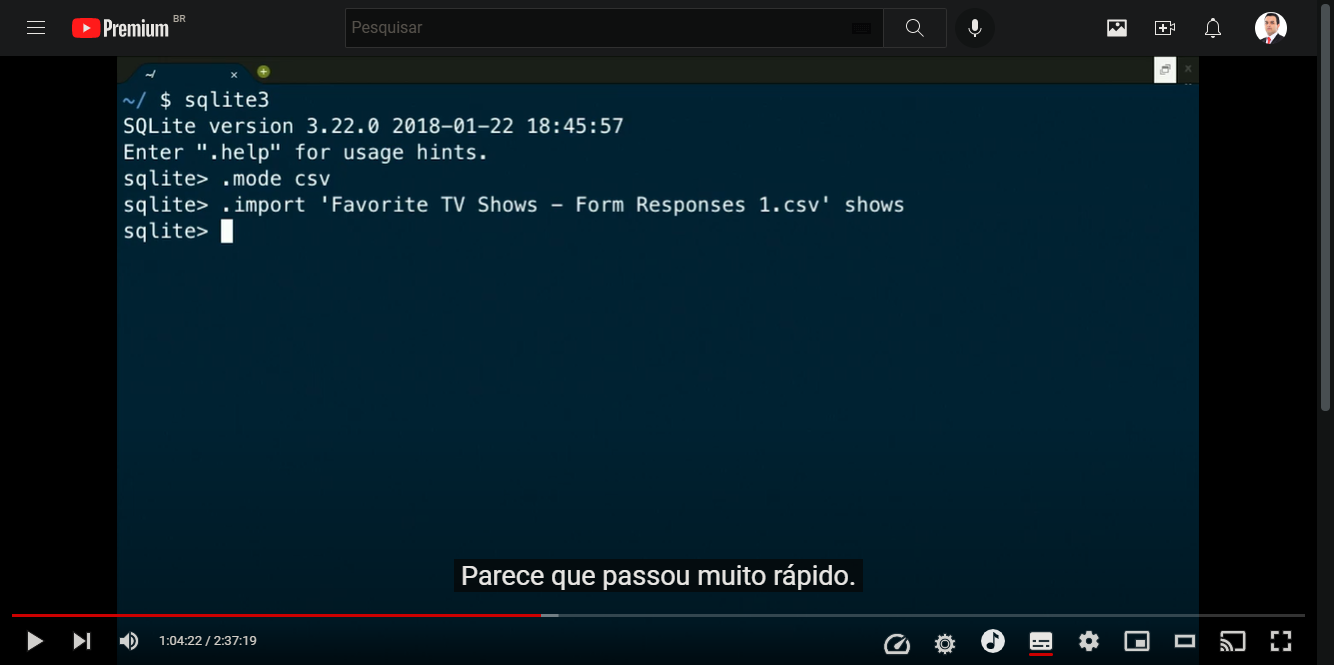 Premium BR
Pesquisar
~/
~/ $ sqlite3
SQLite version 3.22.0 2018-01-22 18:45:57
Enter ".help" for usage hints.
sqlite> .mode csv
sqlite> .import 'Favorite TV Shows - Form Responses 1.csv' shows
sqlite>
Parece que passou muito rápido.
1:04:22 / 2:37:19